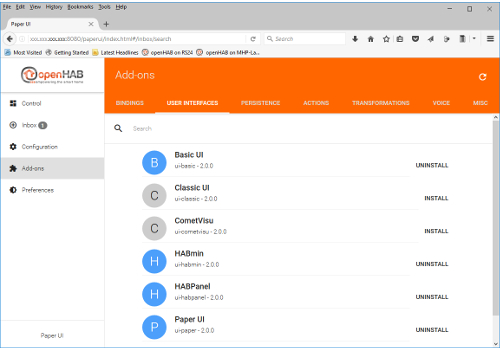 File Edit View History Bookmarks Tools Help
Paper UI
xxx.xxx.xxx.xxx:8080/paperui/index.html#/inbox/search
Search
Most Visited Getting Started Latest Headlines openHAB on RS24 openHAB on MHP-La...
openHAB
Control
Inbox 1
Configuration
Add-ons
Preferences
Paper UI
Add-ons
BINDINGS USER INTERFACES PERSISTENCE ACTIONS TRANSFORMATIONS VOICE MISC
Search
B
Basic UI
ui-basic - 2.0.0
UNINSTALL
C
Classic UI
ui-classic - 2.0.0
INSTALL
C
CometVisu
ui-cometvisu - 2.0.0
INSTALL
H
HABmin
ui-habmin - 2.0.0
UNINSTALL
H
HABPanel
ui-habpanel - 2.0.0
UNINSTALL
P
Paper UI
ui-paper - 2.0.0
UNINSTALL